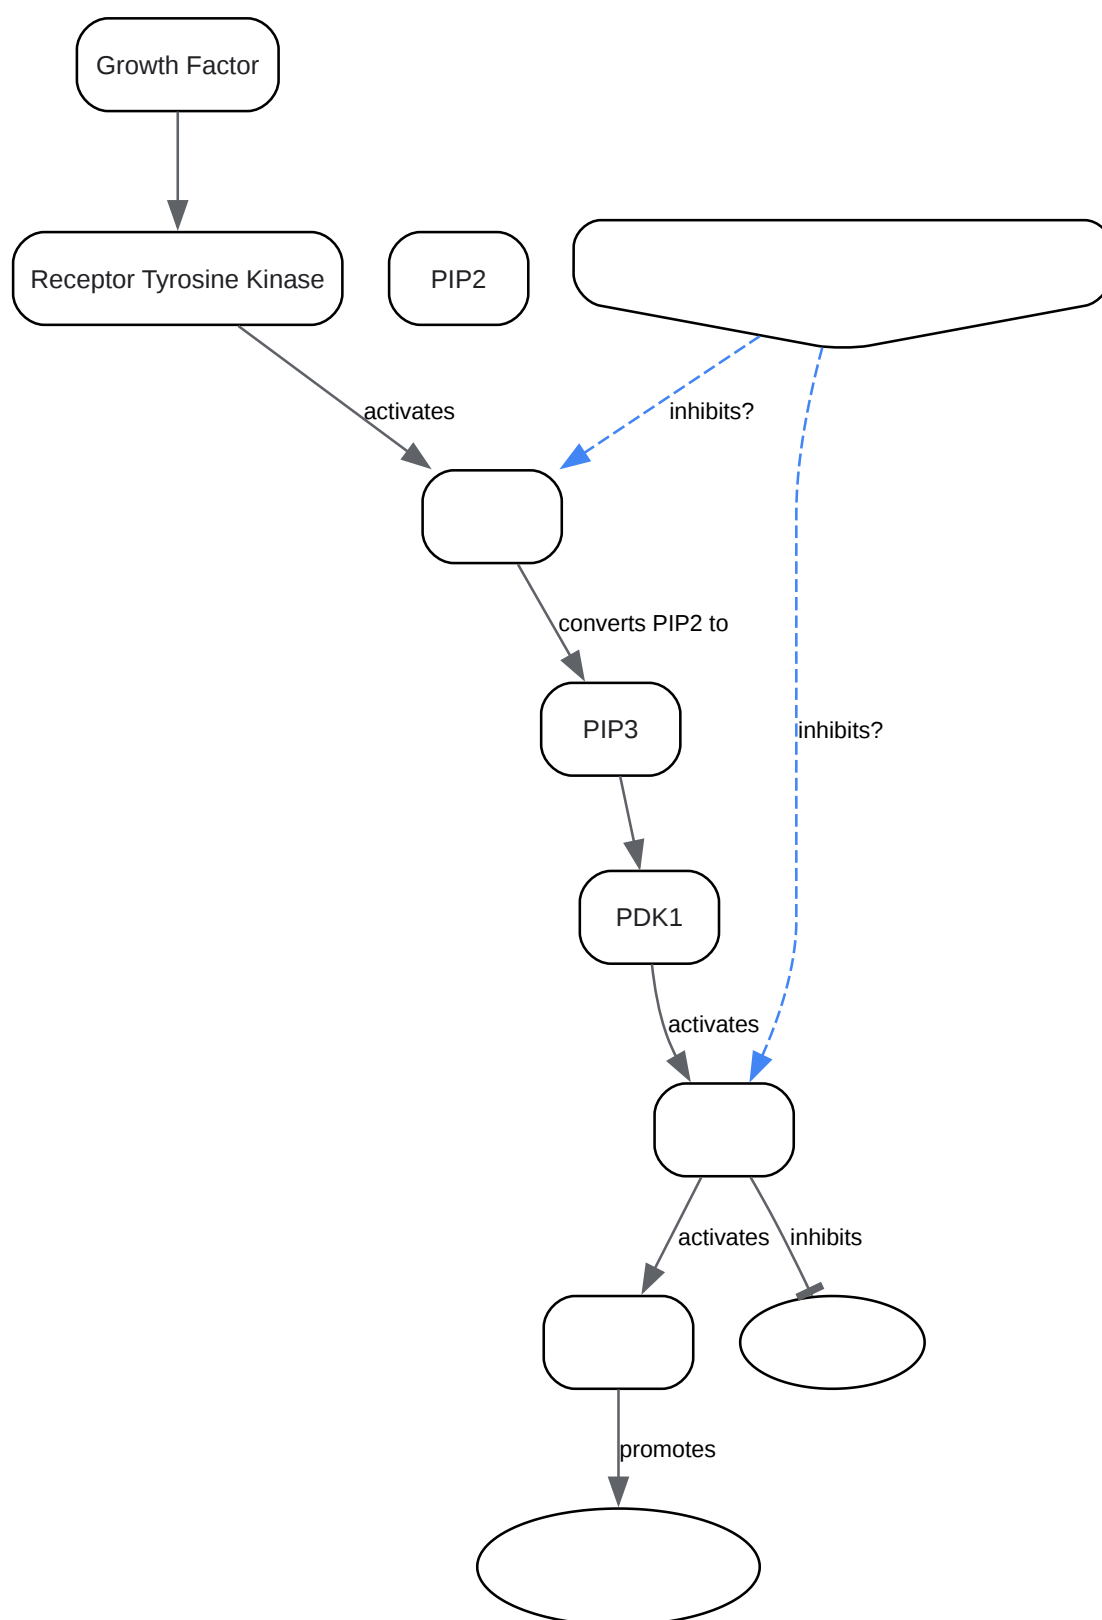 Growth Factor
Receptor Tyrosine Kinase
PIP2
activates
inhibits?
converts PIP2 to
PIP3
inhibits?
PDK1
activates
activates
inhibits
promotes